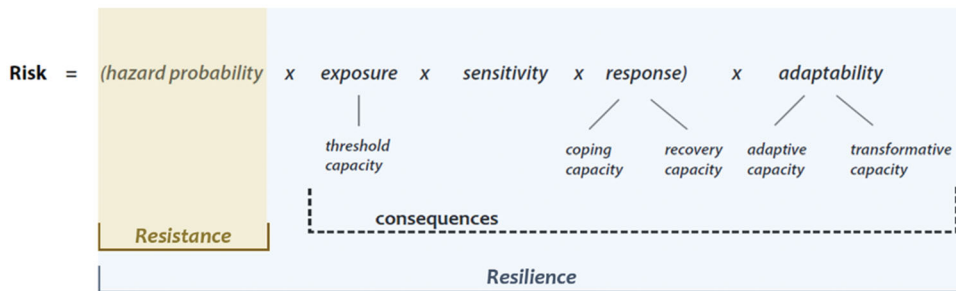 Risk = (hazard probability x exposure x sensitivity x response) x adaptability
threshold capacity
coping capacity
recovery capacity
adaptive capacity
transformative capacity
consequences
Resistance
Resilience